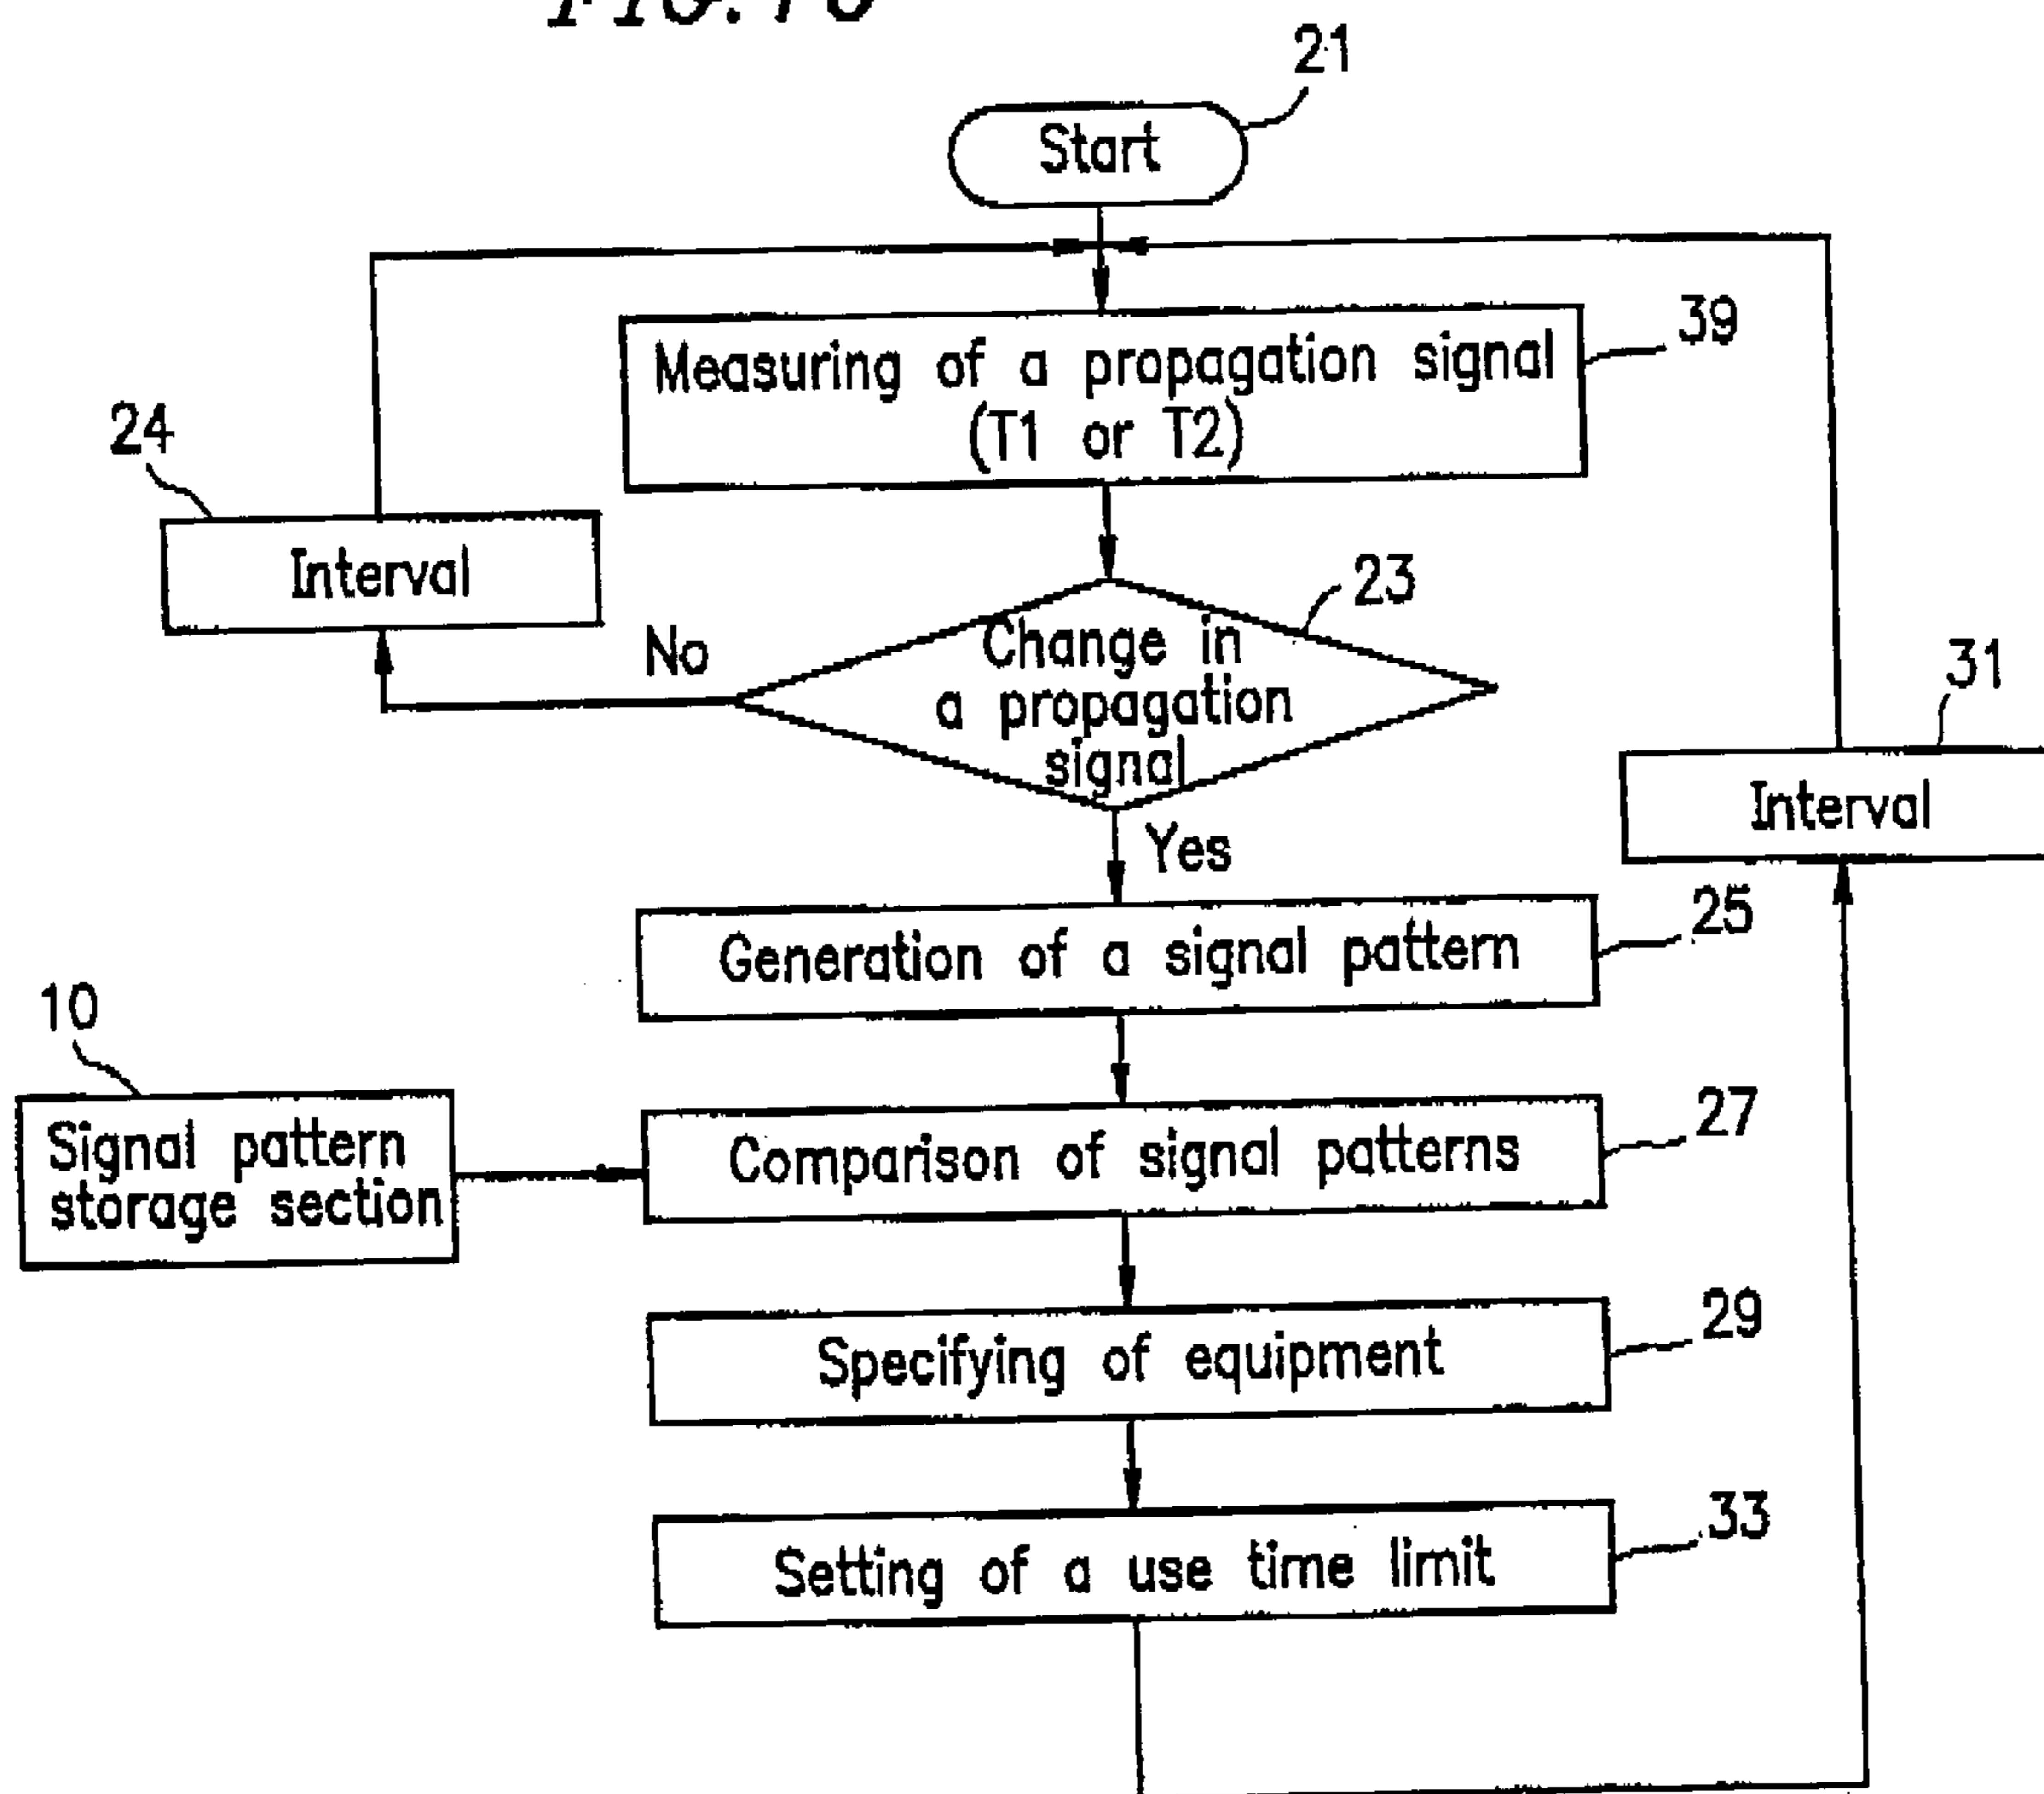 21
Start
39
Measuring of a propagation signal
(T1 or T2)
24
Interval
23
No
Change in
a propagation
signal
31
Interval
Yes
25
Generation of a signal pattern
10
Signal pattern
storage section
27
Comparison of signal patterns
29
Specifying of equipment
33
Setting of a use time limit